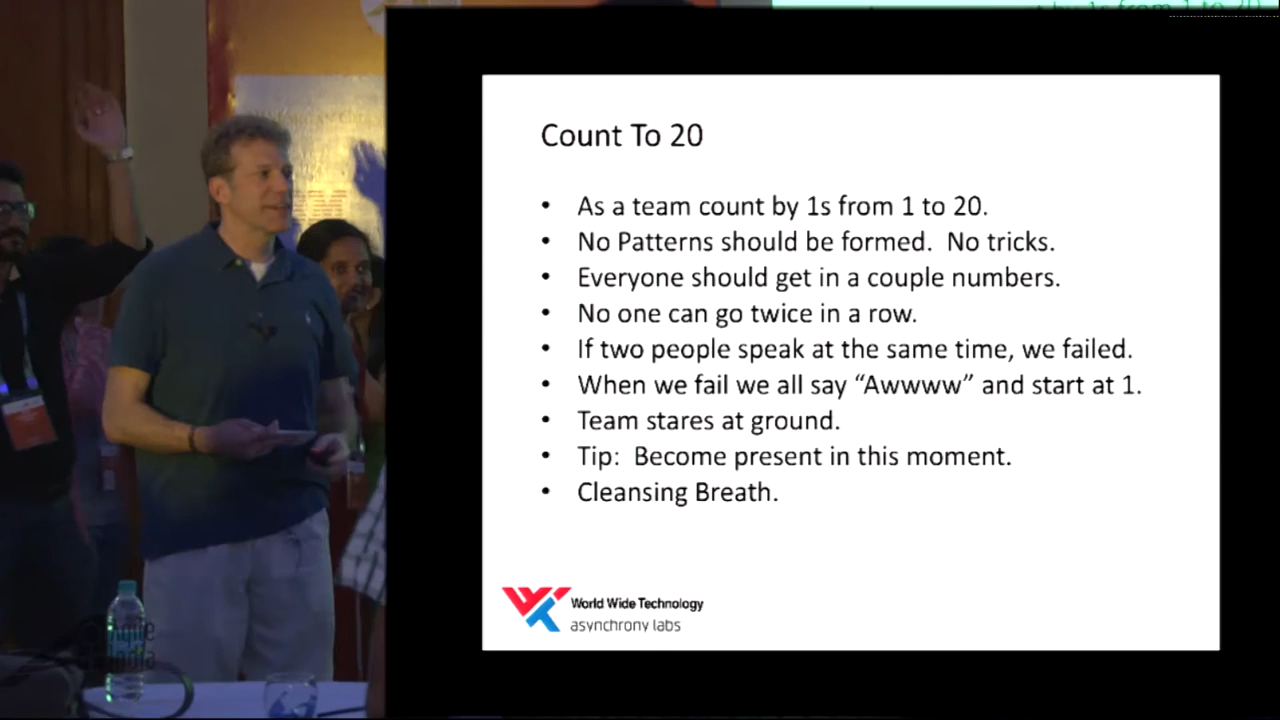 Count To 20
• As a team count by 1s from 1 to 20.
• No Patterns should be formed.  No tricks.
• Everyone should get in a couple numbers.
• No one can go twice in a row.
• If two people speak at the same time, we failed.
• When we fail we all say “Awwww” and start at 1.
• Team stares at ground.
• Tip:  Become present in this moment.
• Cleansing Breath.
World Wide Technology
asynchrony labs
Agile
India